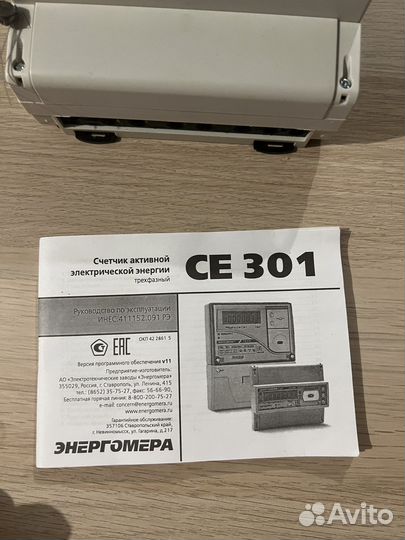 Счетчик активной
электрической энергии
трехфазный
CE 301
Руководство по эксплуатации
ИНЕС.411152.091 РЭ
EAC
ОКП 42 2861 5
Версия программного обеспечения v11
Предприятие-изготовитель:
АО «Электротехнические заводы «Энергомера»
355029, Россия, г. Ставрополь, ул. Ленина, 415
тел.: (8652) 35-75-27, факс: 56-66-90,
Бесплатная горячая линия: 8-800-200-75-27
e-mail: concern@energomera.ru
www.energomera.ru
Гарантийное обслуживание:
357106 Ставропольский край,
г. Невинномысск, ул. Гагарина, д.217
ЭНЕРГОМЕРА
Avito